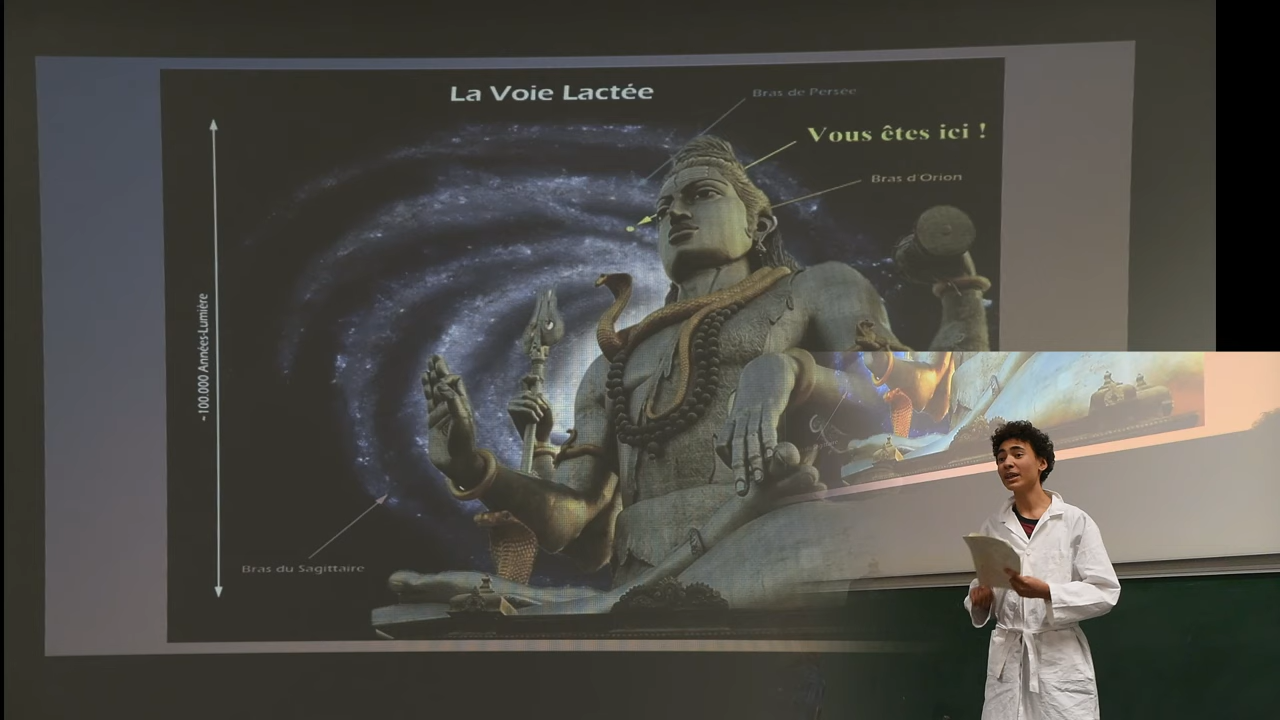 La Voie Lactée
Bras de Persée
Vous êtes ici !
Bras d'Orion
~100.000 Années-Lumière
Bras du Sagittaire